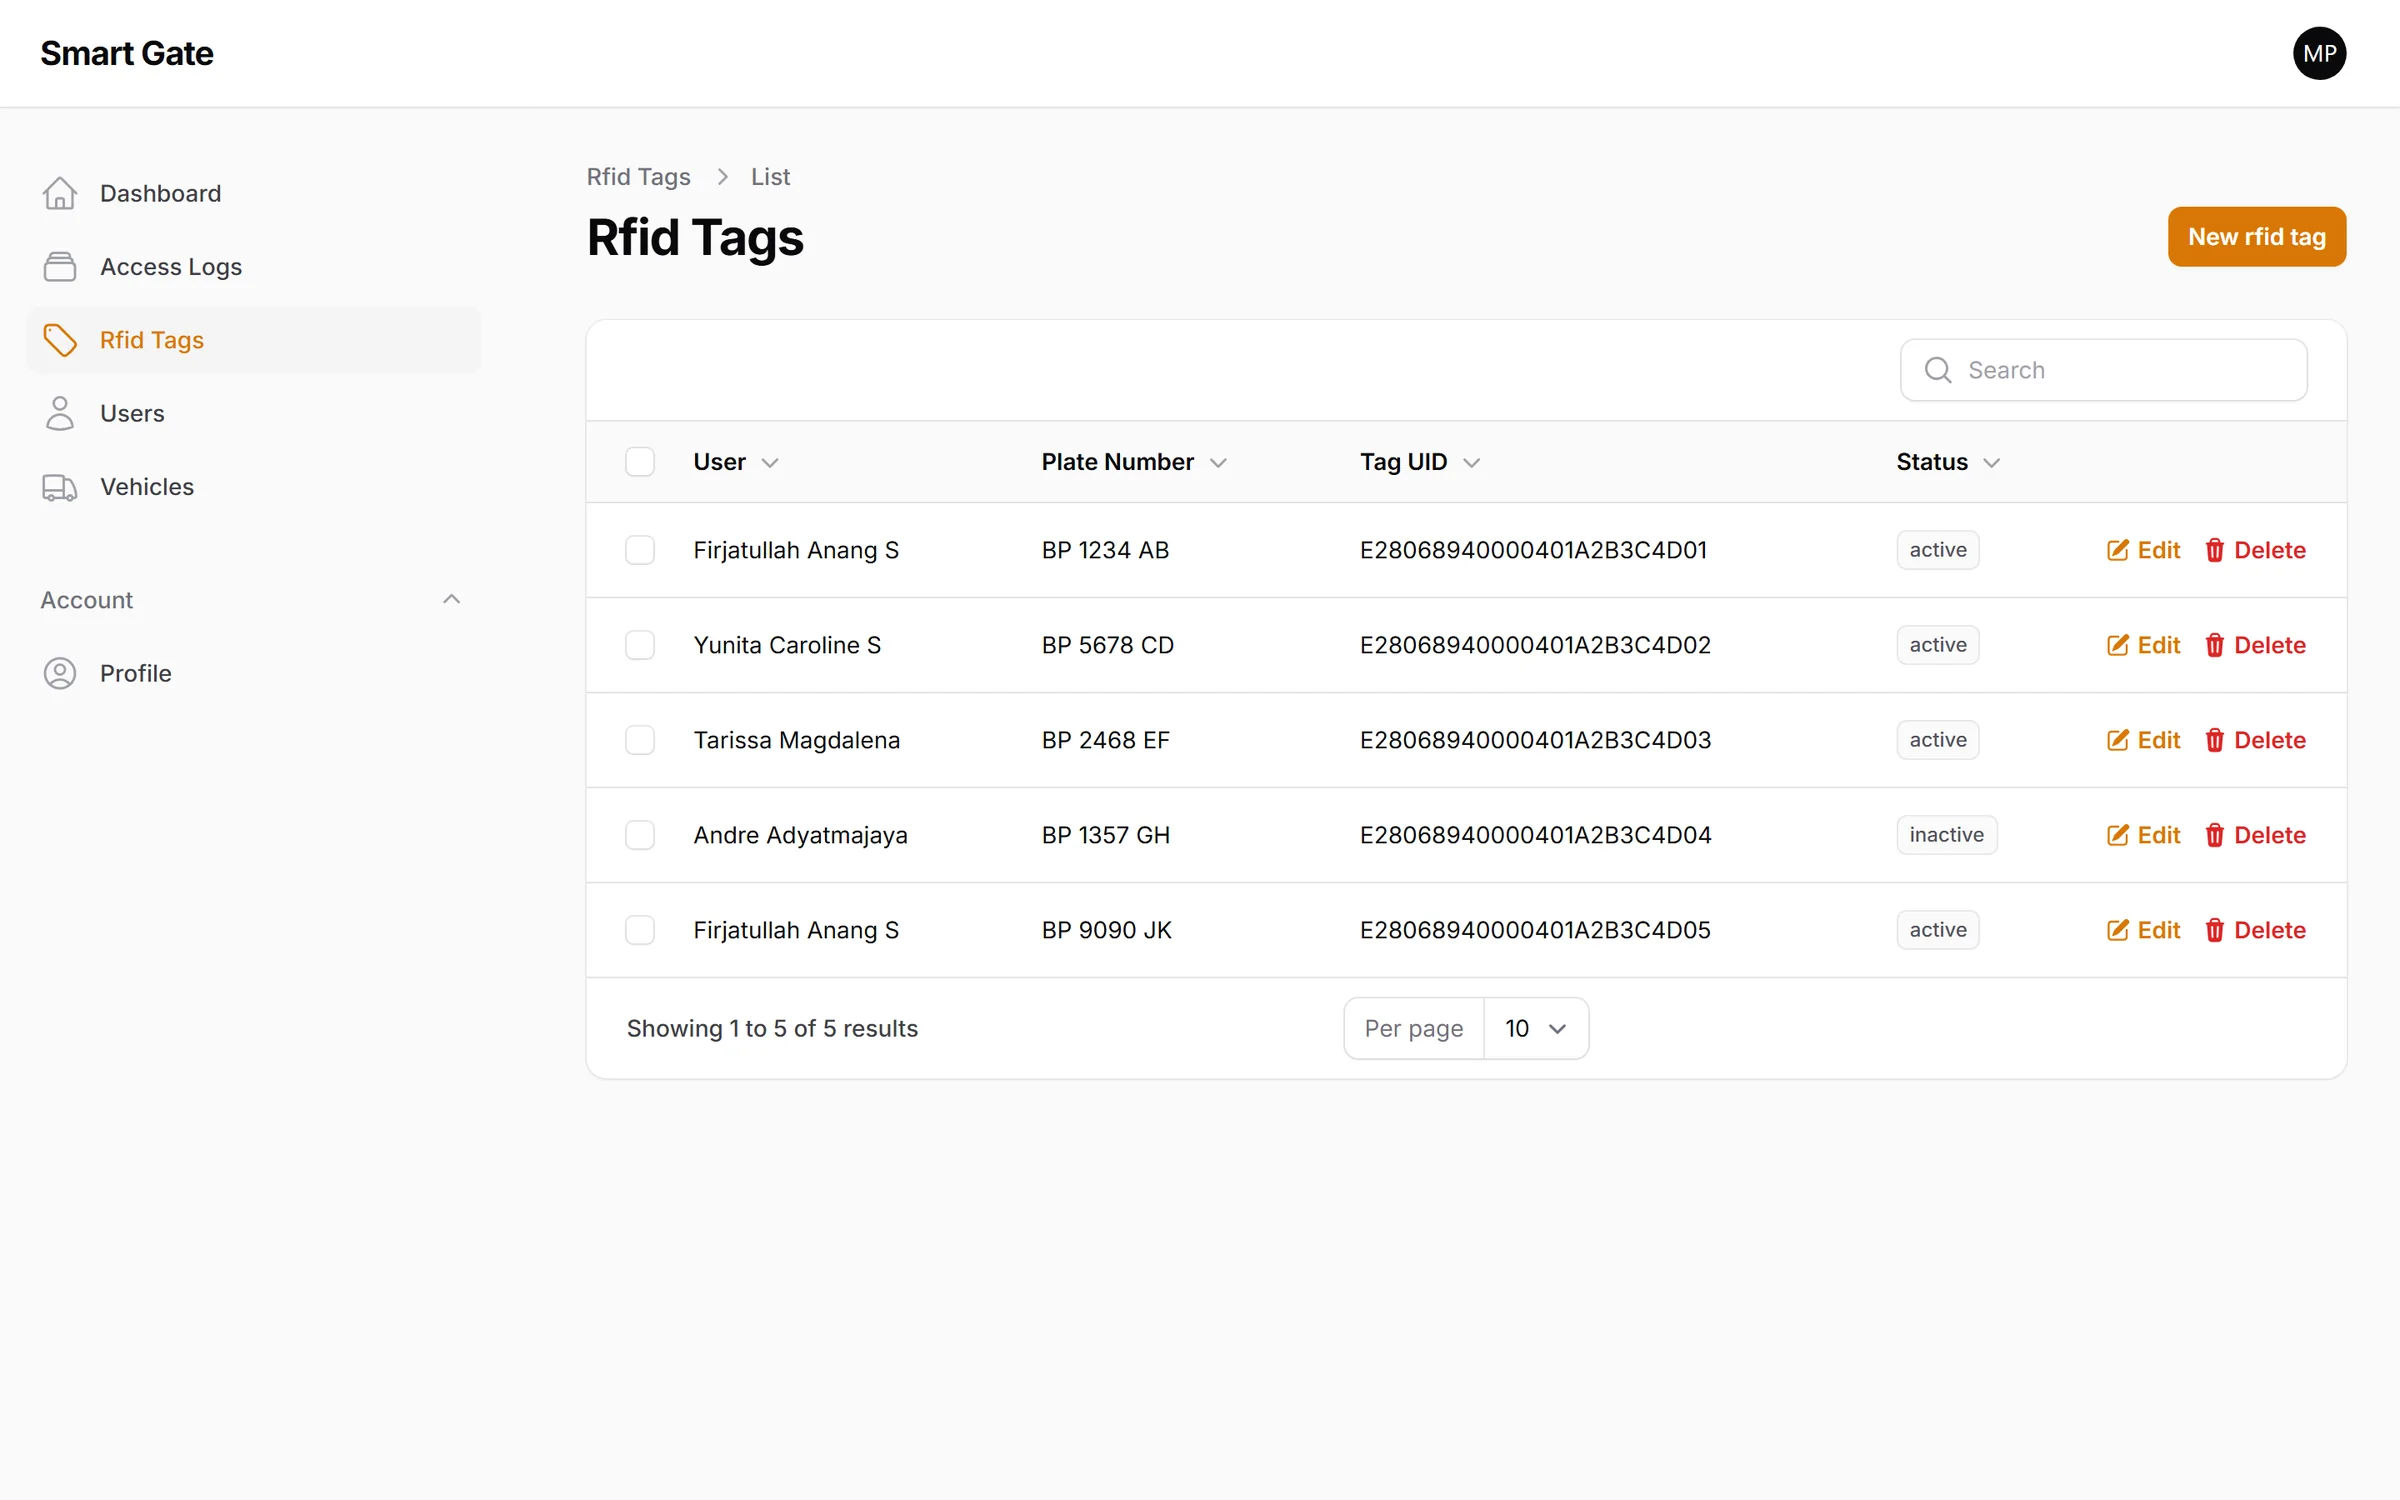 Smart Gate
MP
Dashboard
Access Logs
Rfid Tags
Users
Vehicles
Account
Profile
Rfid Tags > List
Rfid Tags
New rfid tag
Search
User Plate Number Tag UID Status
Firjatullah Anang S BP 1234 AB E28068940000401A2B3C4D01 active Edit Delete
Yunita Caroline S BP 5678 CD E28068940000401A2B3C4D02 active Edit Delete
Tarissa Magdalena BP 2468 EF E28068940000401A2B3C4D03 active Edit Delete
Andre Adyatmajaya BP 1357 GH E28068940000401A2B3C4D04 inactive Edit Delete
Firjatullah Anang S BP 9090 JK E28068940000401A2B3C4D05 active Edit Delete
Showing 1 to 5 of 5 results Per page 10